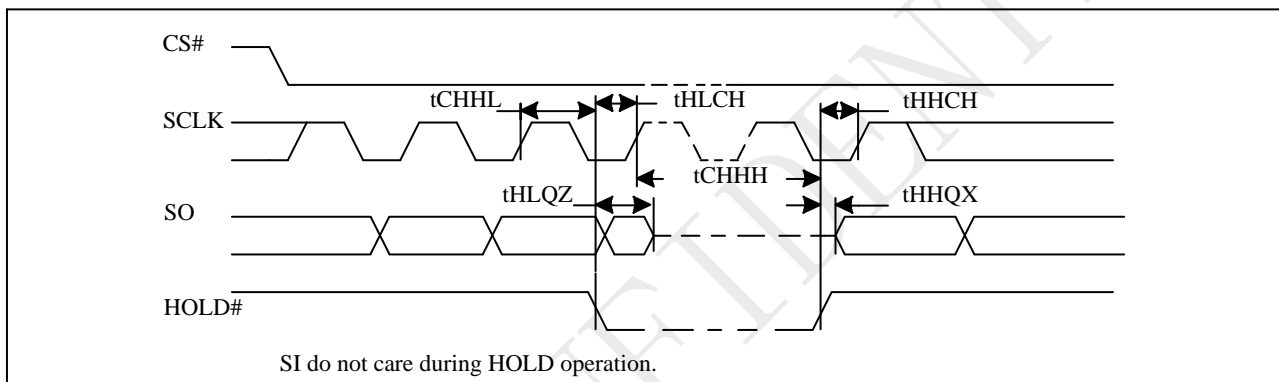 CS#
tCHHL
tHLCH
tHHCH
SCLK
tCHHH
tHLQZ
tHHQX
SO
HOLD#
SI do not care during HOLD operation.